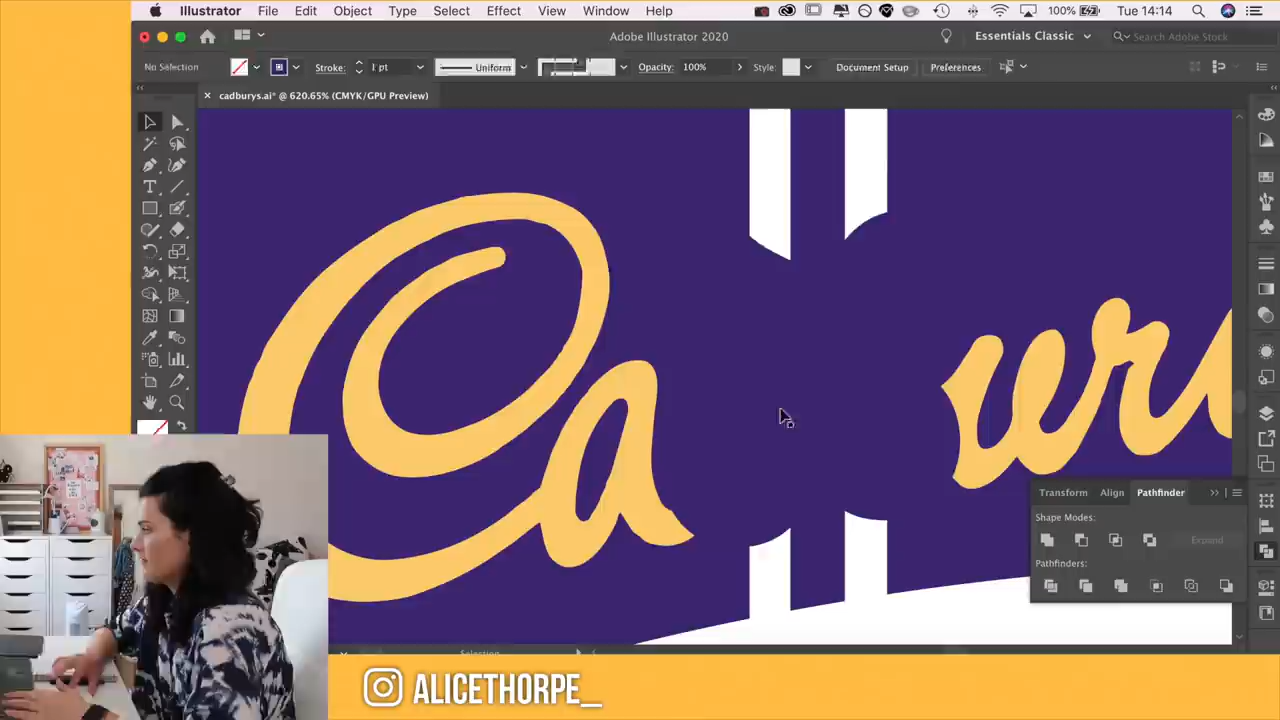 Illustrator File Edit Object Type Select Effect View Window Help
100% Tue 14:14
Adobe Illustrator 2020
Essentials Classic
Search Adobe Stock
No Selection
Stroke: 1 pt
Uniform
Opacity: 100%
Style:
Document Setup
Preferences
× cadburys.ai* @ 620.65% (CMYK/GPU Preview)
Ca
Transform Align Pathfinder
Shape Modes:
Expand
Pathfinders:
Selection
ALICETHORPE_